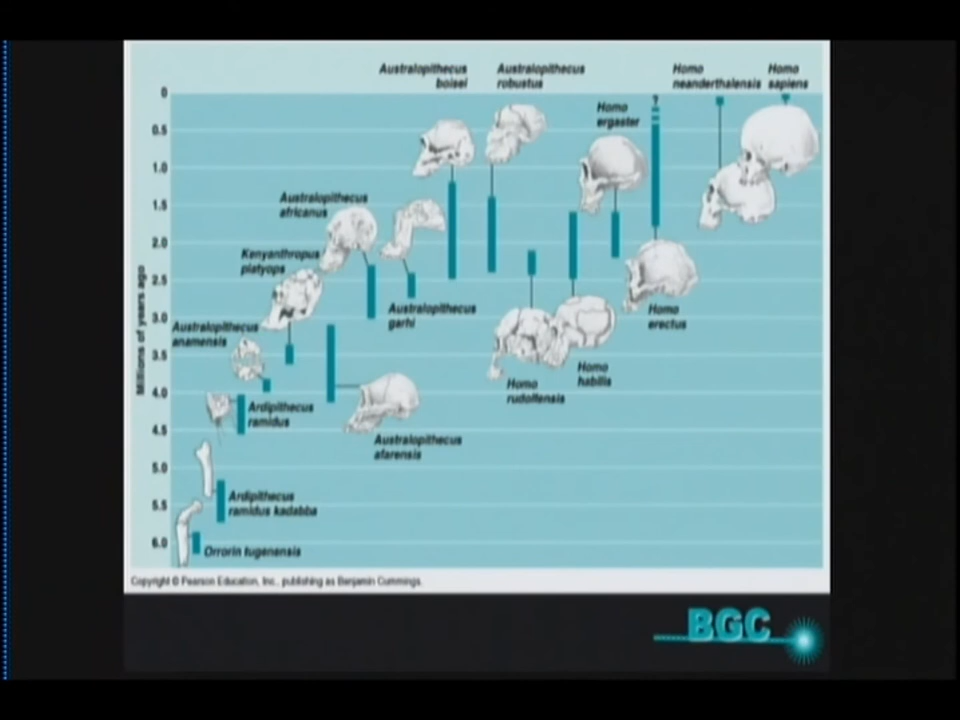 Australopithecus
boisei
Australopithecus
robustus
Homo
neanderthalensis
Homo
sapiens
0
?
Homo
ergaster
0.5
1.0
1.5
Australopithecus
africanus
2.0
Kenyanthropus
platyops
2.5
Australopithecus
garhi
Homo
erectus
3.0
Australopithecus
anamensis
3.5
Homo
habilis
Homo
rudolfensis
4.0
Ardipithecus
ramidus
4.5
Australopithecus
afarensis
5.0
5.5
Ardipithecus
ramidus kadabba
6.0
Orrorin tugenensis
Millions of years ago
Copyright © Pearson Education, Inc., publishing as Benjamin Cummings.
BGC